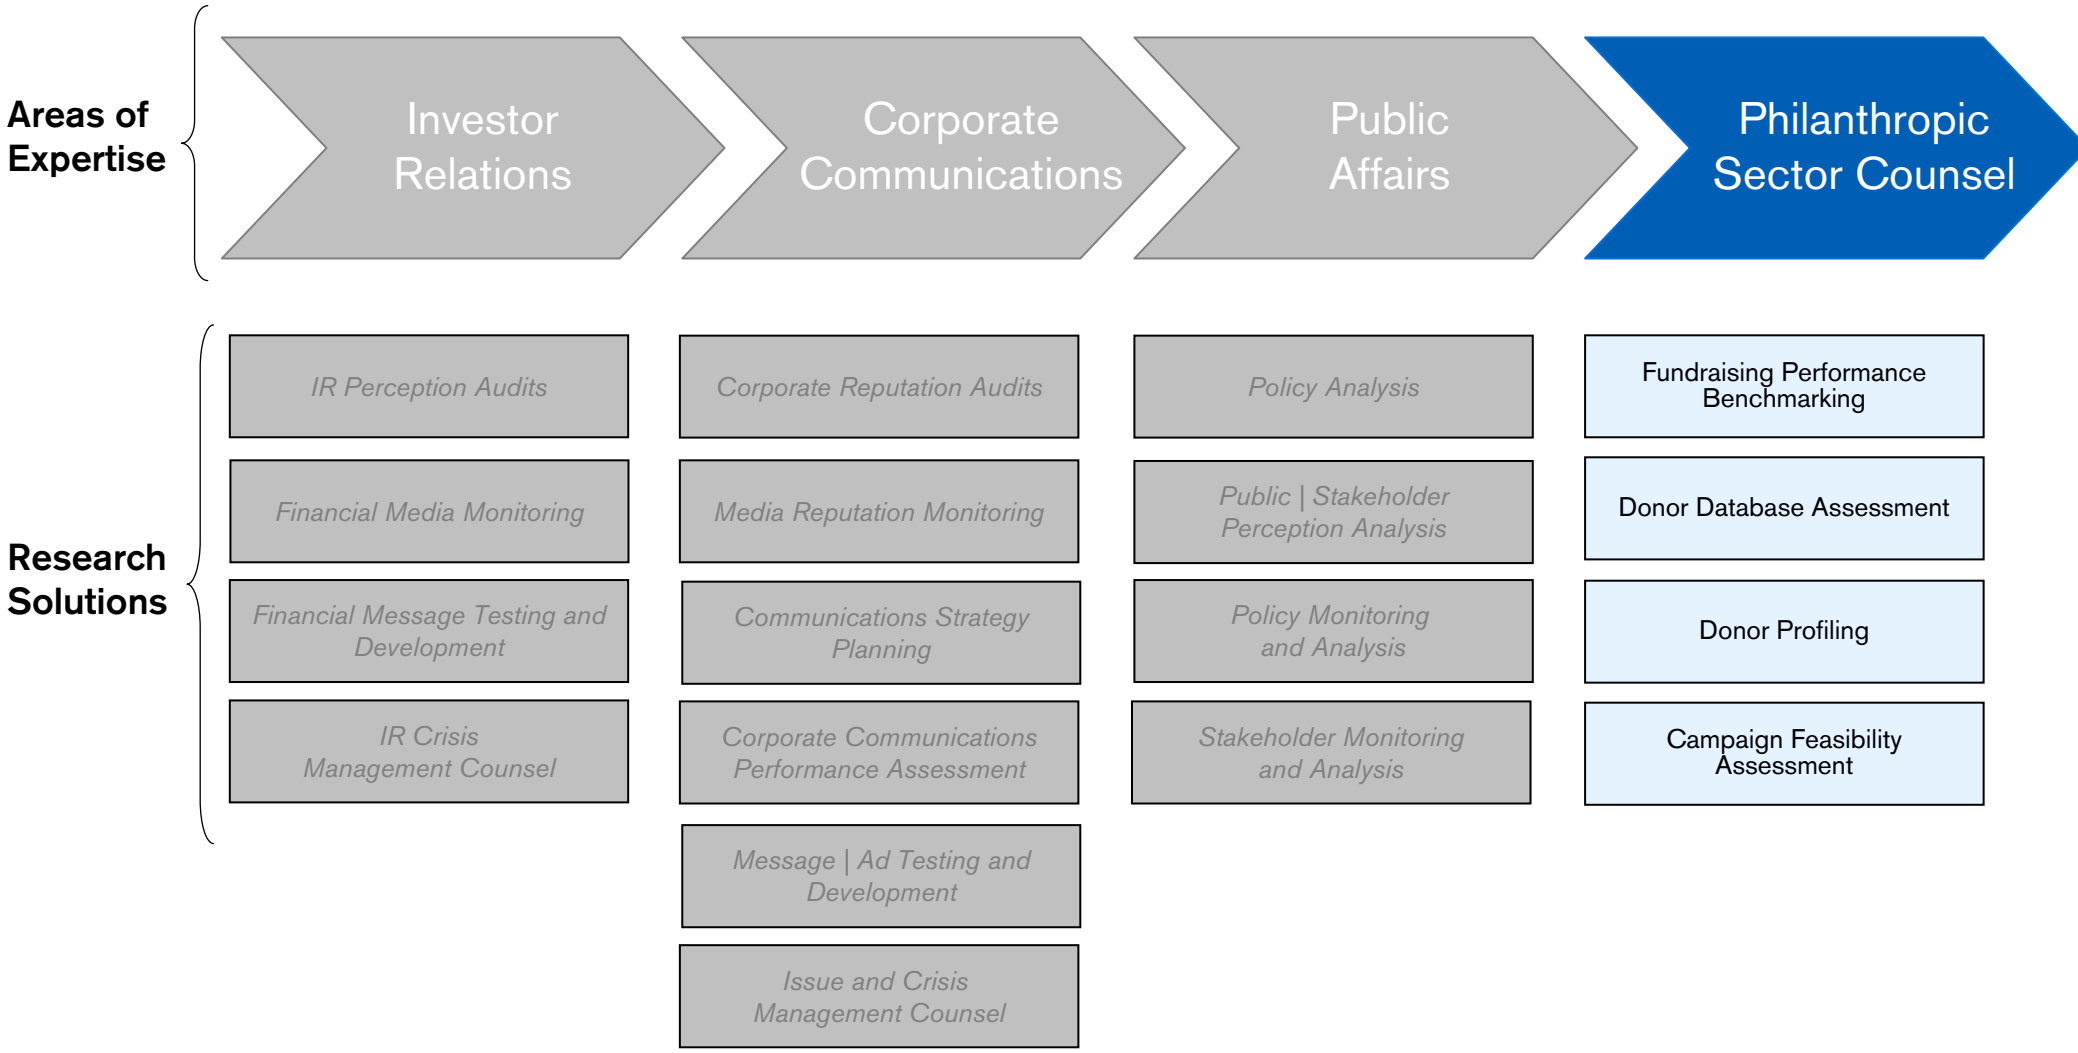 Areas of
Expertise
Investor
Relations
Corporate
Communications
Public
Affairs
Philanthropic
Sector Counsel
Research
Solutions
IR Perception Audits
Financial Media Monitoring
Financial Message Testing and
Development
IR Crisis
Management Counsel
Corporate Reputation Audits
Media Reputation Monitoring
Communications Strategy
Planning
Corporate Communications
Performance Assessment
Message | Ad Testing and
Development
Issue and Crisis
Management Counsel
Policy Analysis
Public | Stakeholder
Perception Analysis
Policy Monitoring
and Analysis
Stakeholder Monitoring
and Analysis
Fundraising Performance
Benchmarking
Donor Database Assessment
Donor Profiling
Campaign Feasibility
Assessment